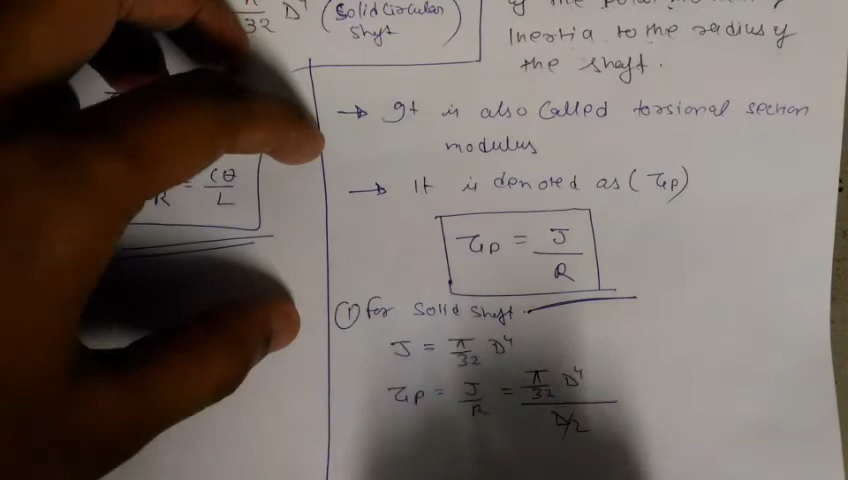 π/32 D⁴ (Solid circular
shaft)
Inertia to the radius of
the shaft.
→ It is also called torsional section
modulus
→ It is denoted as (Zp)
R = Cθ/L
Zp = J/R
① for solid shaft.
J = π/32 D⁴
Zp = J/R = π/32 D⁴ / D/2